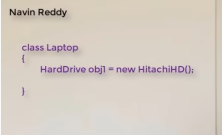 Navin Reddy
class Laptop
{
HardDrive obj1 = new HitachiHD();
}